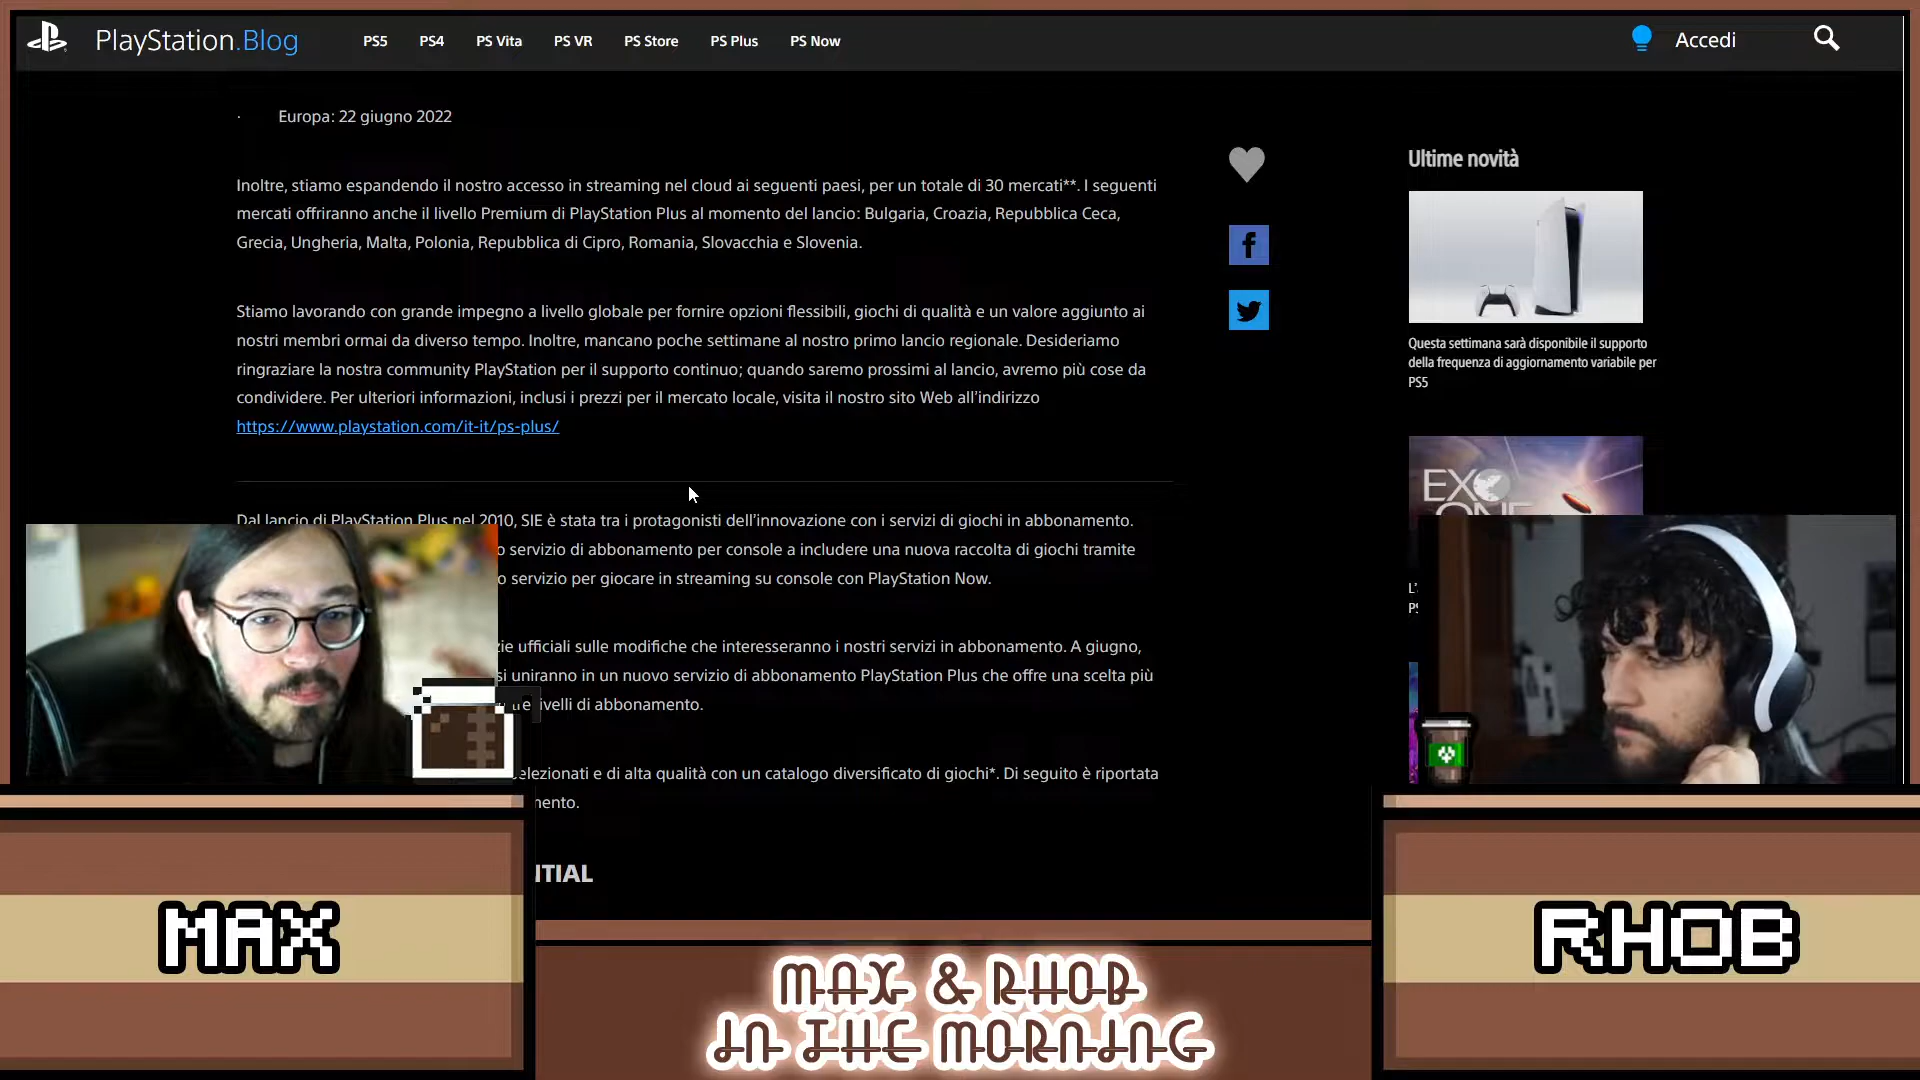 PlayStation.Blog
PS5
PS4
PS Vita
PS VR
PS Store
PS Plus
PS Now
Accedi
· Europa: 22 giugno 2022
Inoltre, stiamo espandendo il nostro accesso in streaming nel cloud ai seguenti paesi, per un totale di 30 mercati**. I seguenti
mercati offriranno anche il livello Premium di PlayStation Plus al momento del lancio: Bulgaria, Croazia, Repubblica Ceca,
Grecia, Ungheria, Malta, Polonia, Repubblica di Cipro, Romania, Slovacchia e Slovenia.
Stiamo lavorando con grande impegno a livello globale per fornire opzioni flessibili, giochi di qualità e un valore aggiunto ai
nostri membri ormai da diverso tempo. Inoltre, mancano poche settimane al nostro primo lancio regionale. Desideriamo
ringraziare la nostra community PlayStation per il supporto continuo; quando saremo prossimi al lancio, avremo più cose da
condividere. Per ulteriori informazioni, inclusi i prezzi per il mercato locale, visita il nostro sito Web all'indirizzo
https://www.playstation.com/it-it/ps-plus/
Dal lancio di PlayStation Plus nel 2010, SIE è stata tra i protagonisti dell'innovazione con i servizi di giochi in abbonamento.
o servizio di abbonamento per console a includere una nuova raccolta di giochi tramite
o servizio per giocare in streaming su console con PlayStation Now.
zie ufficiali sulle modifiche che interesseranno i nostri servizi in abbonamento. A giugno,
si uniranno in un nuovo servizio di abbonamento PlayStation Plus che offre una scelta più
tre livelli di abbonamento.
elezionati e di alta qualità con un catalogo diversificato di giochi*. Di seguito è riportata
mento.
NTIAL
Ultime novità
Questa settimana sarà disponibile il supporto
della frequenza di aggiornamento variabile per
PS5
EXO
ONE
L'
PS
MAX
RHOB
MAX & RHOB
IN THE MORNING